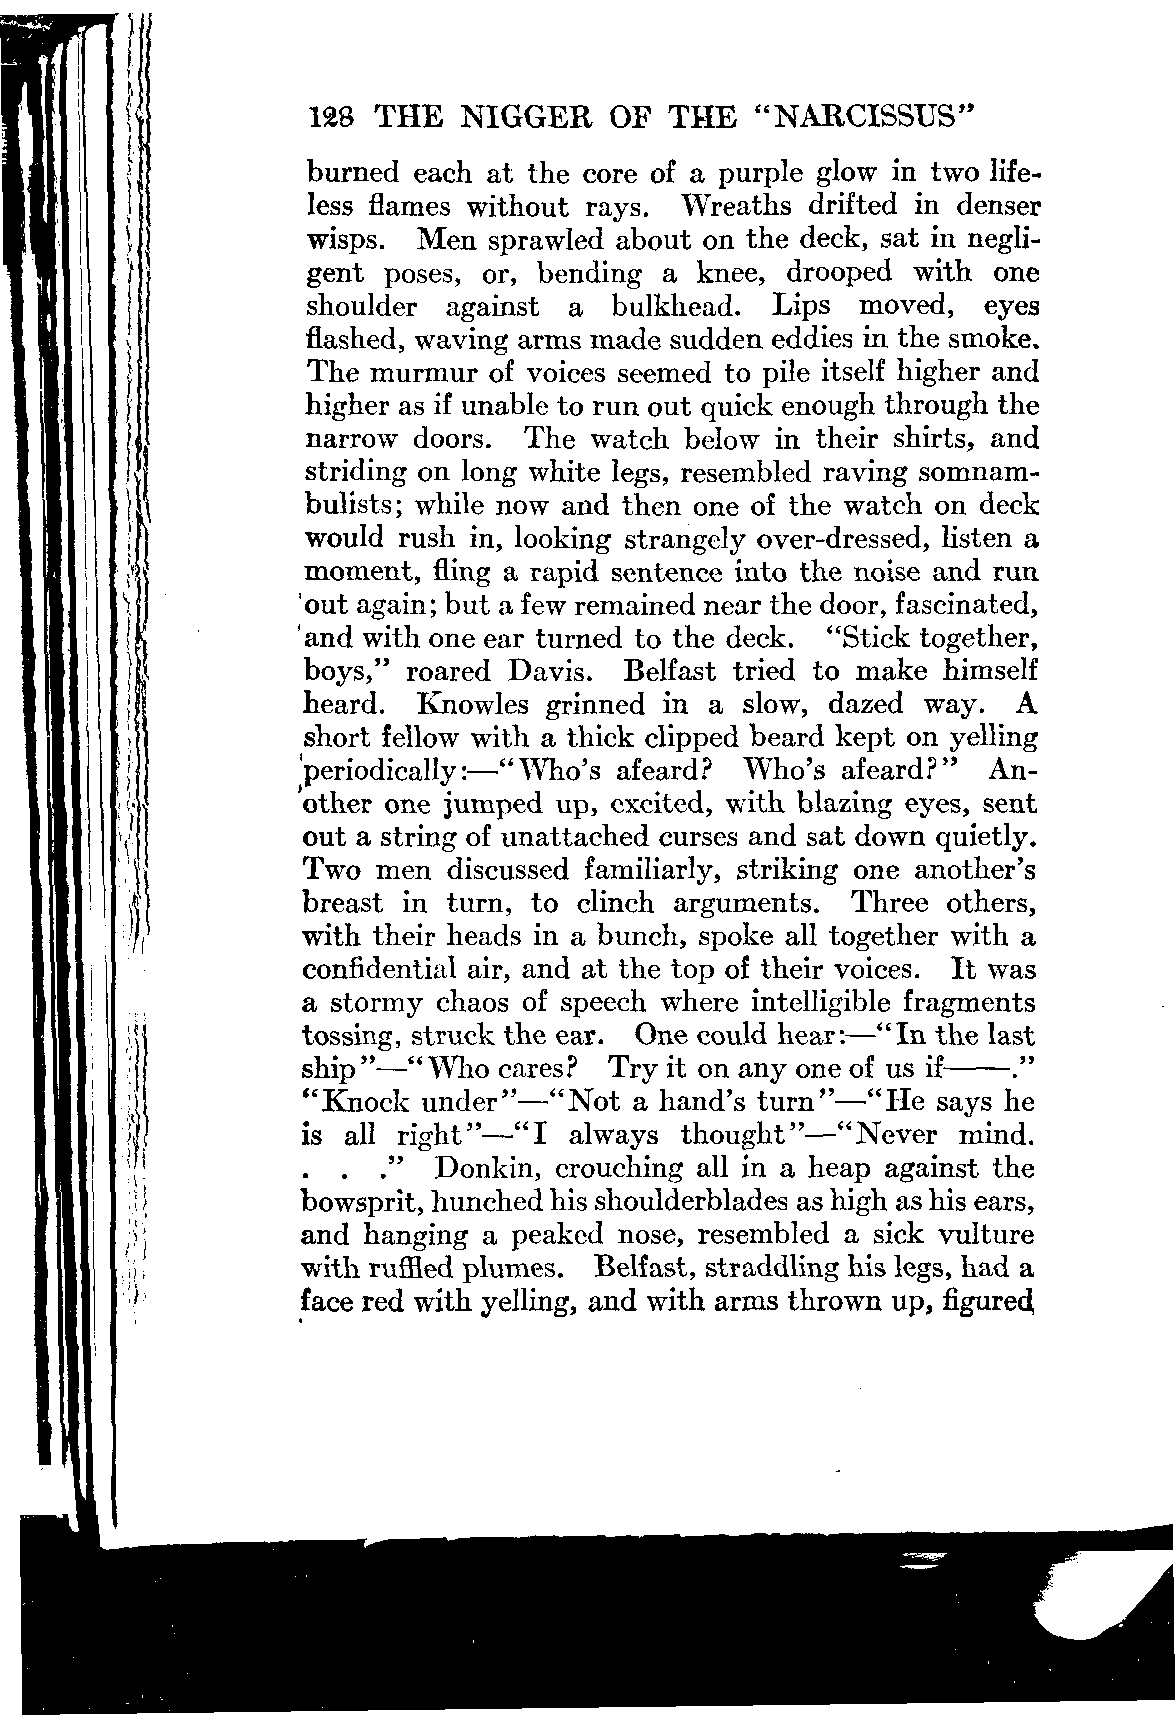 128 THE NIGGER OF THE "NARCISSUS"
burned each at the core of a purple glow in two life-
less flames without rays. Wreaths drifted in denser
wisps. Men sprawled about on the deck, sat in negli-
gent poses, or, bending a knee, drooped with one
shoulder against a bulkhead. Lips moved, eyes
flashed, waving arms made sudden eddies in the smoke.
The murmur of voices seemed to pile itself higher and
higher as if unable to run out quick enough through the
narrow doors. The watch below in their shirts, and
striding on long white legs, resembled raving somnam-
bulists; while now and then one of the watch on deck
would rush in, looking strangely over-dressed, listen a
moment, fling a rapid sentence into the noise and run
out again; but a few remained near the door, fascinated,
and with one ear turned to the deck. "Stick together,
boys," roared Davis. Belfast tried to make himself
heard. Knowles grinned in a slow, dazed way. A
short fellow with a thick clipped beard kept on yelling
periodically:—"Who's afeard? Who's afeard?" An-
other one jumped up, excited, with blazing eyes, sent
out a string of unattached curses and sat down quietly.
Two men discussed familiarly, striking one another's
breast in turn, to clinch arguments. Three others,
with their heads in a bunch, spoke all together with a
confidential air, and at the top of their voices. It was
a stormy chaos of speech where intelligible fragments
tossing, struck the ear. One could hear:—"In the last
ship"—"Who cares? Try it on any one of us if——."
"Knock under"—"Not a hand's turn"—"He says he
is all right"—"I always thought"—"Never mind.
. . ." Donkin, crouching all in a heap against the
bowsprit, hunched his shoulderblades as high as his ears,
and hanging a peaked nose, resembled a sick vulture
with ruffled plumes. Belfast, straddling his legs, had a
face red with yelling, and with arms thrown up, figured